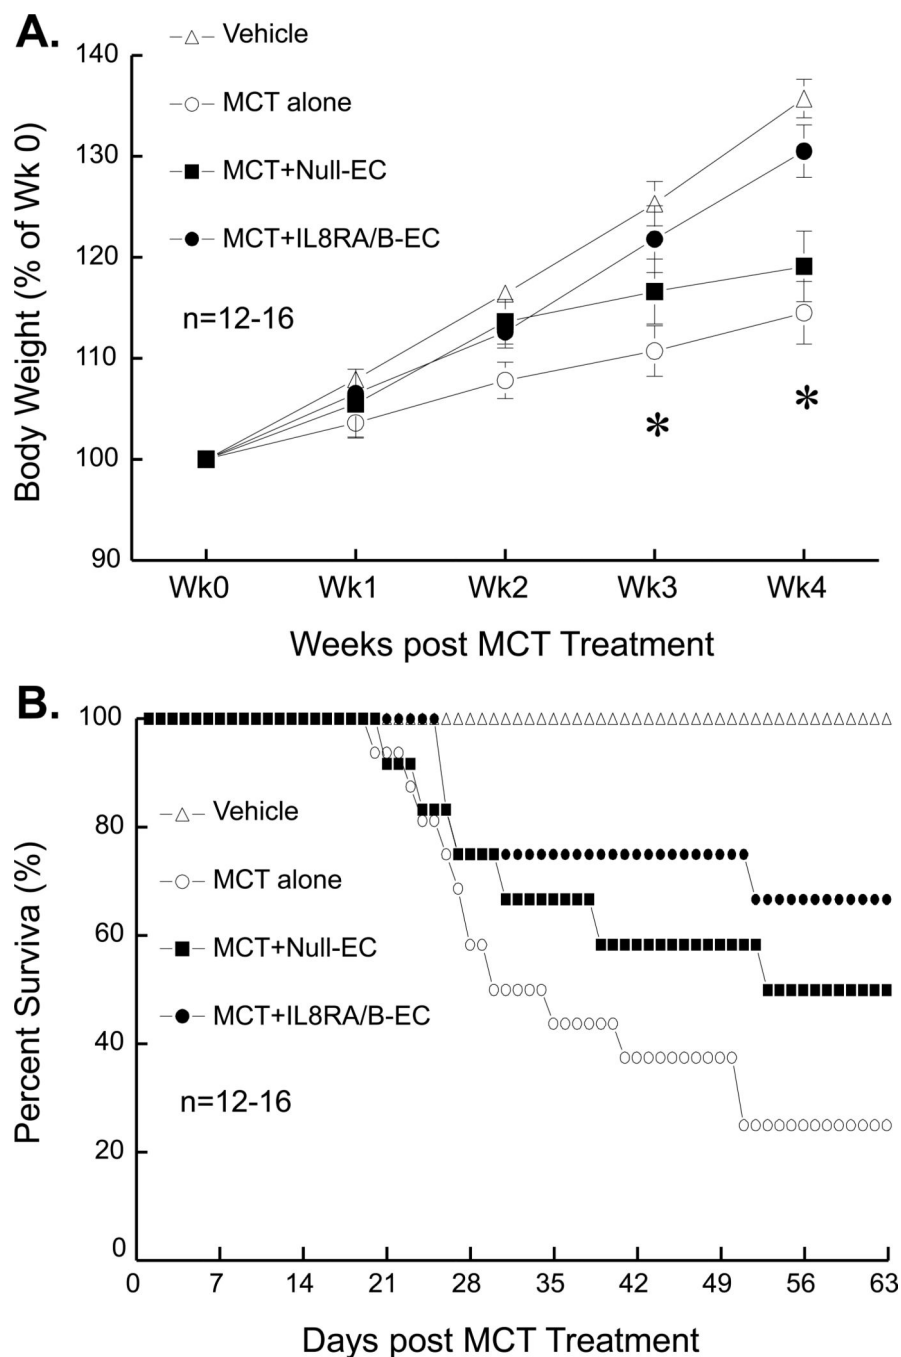 A.
Vehicle
MCT alone
MCT+Null-EC
MCT+IL8RA/B-EC
n=12-16
Body Weight (% of Wk 0)
140
130
120
110
100
90
Wk0 Wk1 Wk2 Wk3 Wk4
*
*
Weeks post MCT Treatment
B.
Vehicle
MCT alone
MCT+Null-EC
MCT+IL8RA/B-EC
n=12-16
Percent Surviva (%)
100
80
60
40
20
0
0 7 14 21 28 35 42 49 56 63
Days post MCT Treatment